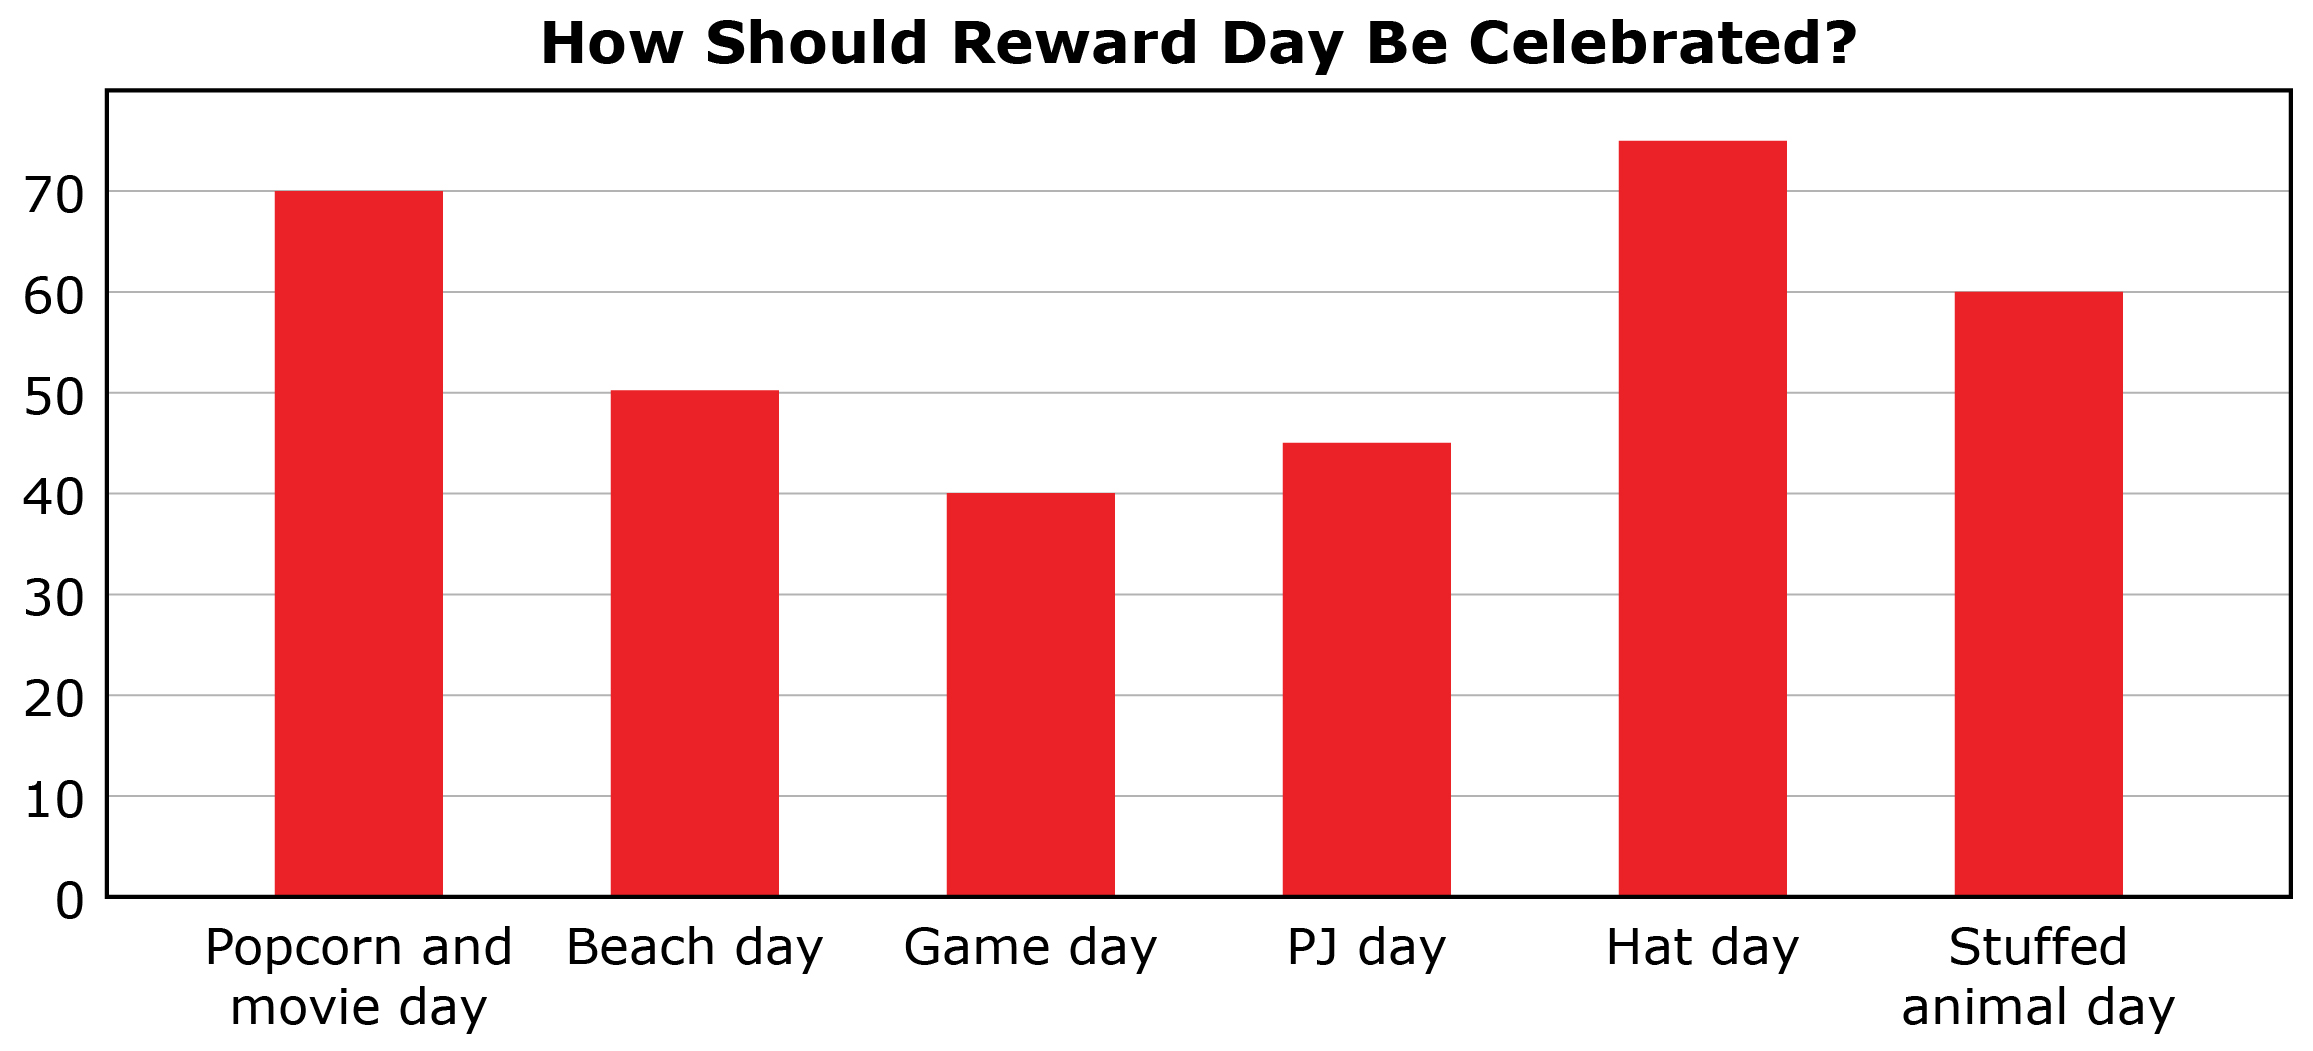 How Should Reward Day Be Celebrated?
70
60
50
40
30
20
10
0
Popcorn and
movie day
Beach day
Game day
PJ day
Hat day
Stuffed
animal day